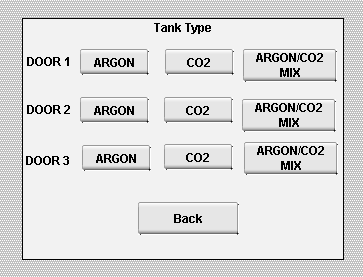 Tank Type
DOOR 1 ARGON CO2 ARGON/CO2 MIX
DOOR 2 ARGON CO2 ARGON/CO2 MIX
DOOR 3 ARGON CO2 ARGON/CO2 MIX
Back